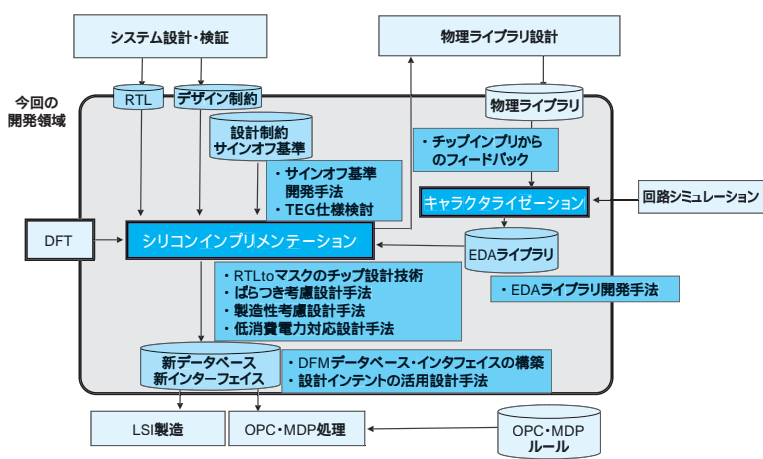 システム設計・検証
物理ライブラリ設計
今回の
開発領域
RTL
デザイン制約
物理ライブラリ
設計制約
サインオフ基準
・チップインプリから
のフィードバック
・サインオフ基準
開発手法
・TEG仕様検討
キャラクタライゼーション
回路シミュレーション
DFT
シリコンインプリメンテーション
EDAライブラリ
・RTLtoマスクのチップ設計技術
・ばらつき考慮設計手法
・製造性考慮設計手法
・低消費電力対応設計手法
・EDAライブラリ開発手法
新データベース
新インターフェイス
・DFMデータベース・インタフェイスの構築
・設計インテントの活用設計手法
LSI製造
OPC・MDP処理
OPC・MDP
ルール